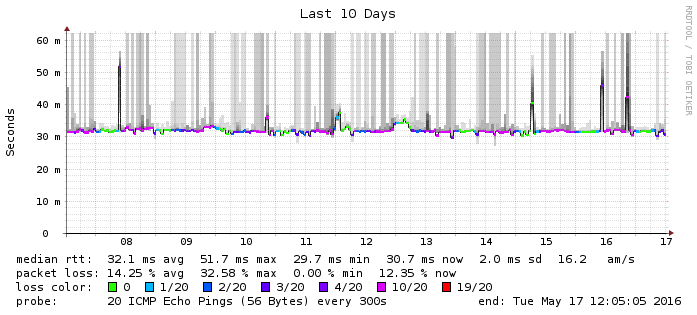 Last 10 Days
RRDTOOL / TOBI OETIKER
Seconds
60 m
50 m
40 m
30 m
20 m
10 m
0
08 09 10 11 12 13 14 15 16 17
median rtt: 32.1 ms avg 51.7 ms max 29.7 ms min 30.7 ms now 2.0 ms sd 16.2 am/s
packet loss: 14.25 % avg 32.58 % max 0.00 % min 12.35 % now
loss color: 0 1/20 2/20 3/20 4/20 10/20 19/20
probe: 20 ICMP Echo Pings (56 Bytes) every 300s end: Tue May 17 12:05:05 2016